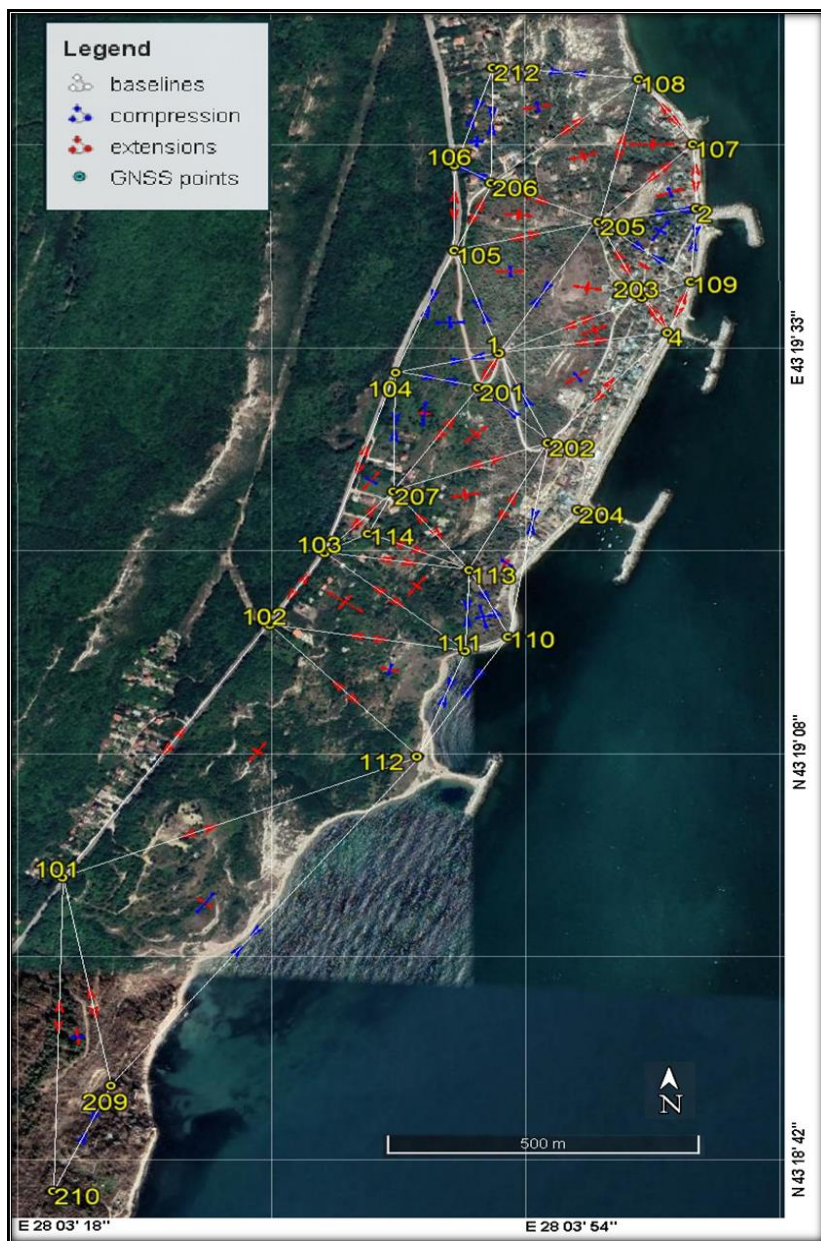 Legend
baselines
compression
extensions
GNSS points
212
108
106
107
206
2
205
105
203
109
1
4
E 43 19' 33"
104
201
202
207
204
103
114
113
102
111
110
112
N 43 19' 08"
101
209
N
500 m
210
N 43 18' 42"
E 28 03' 18"
E 28 03' 54"